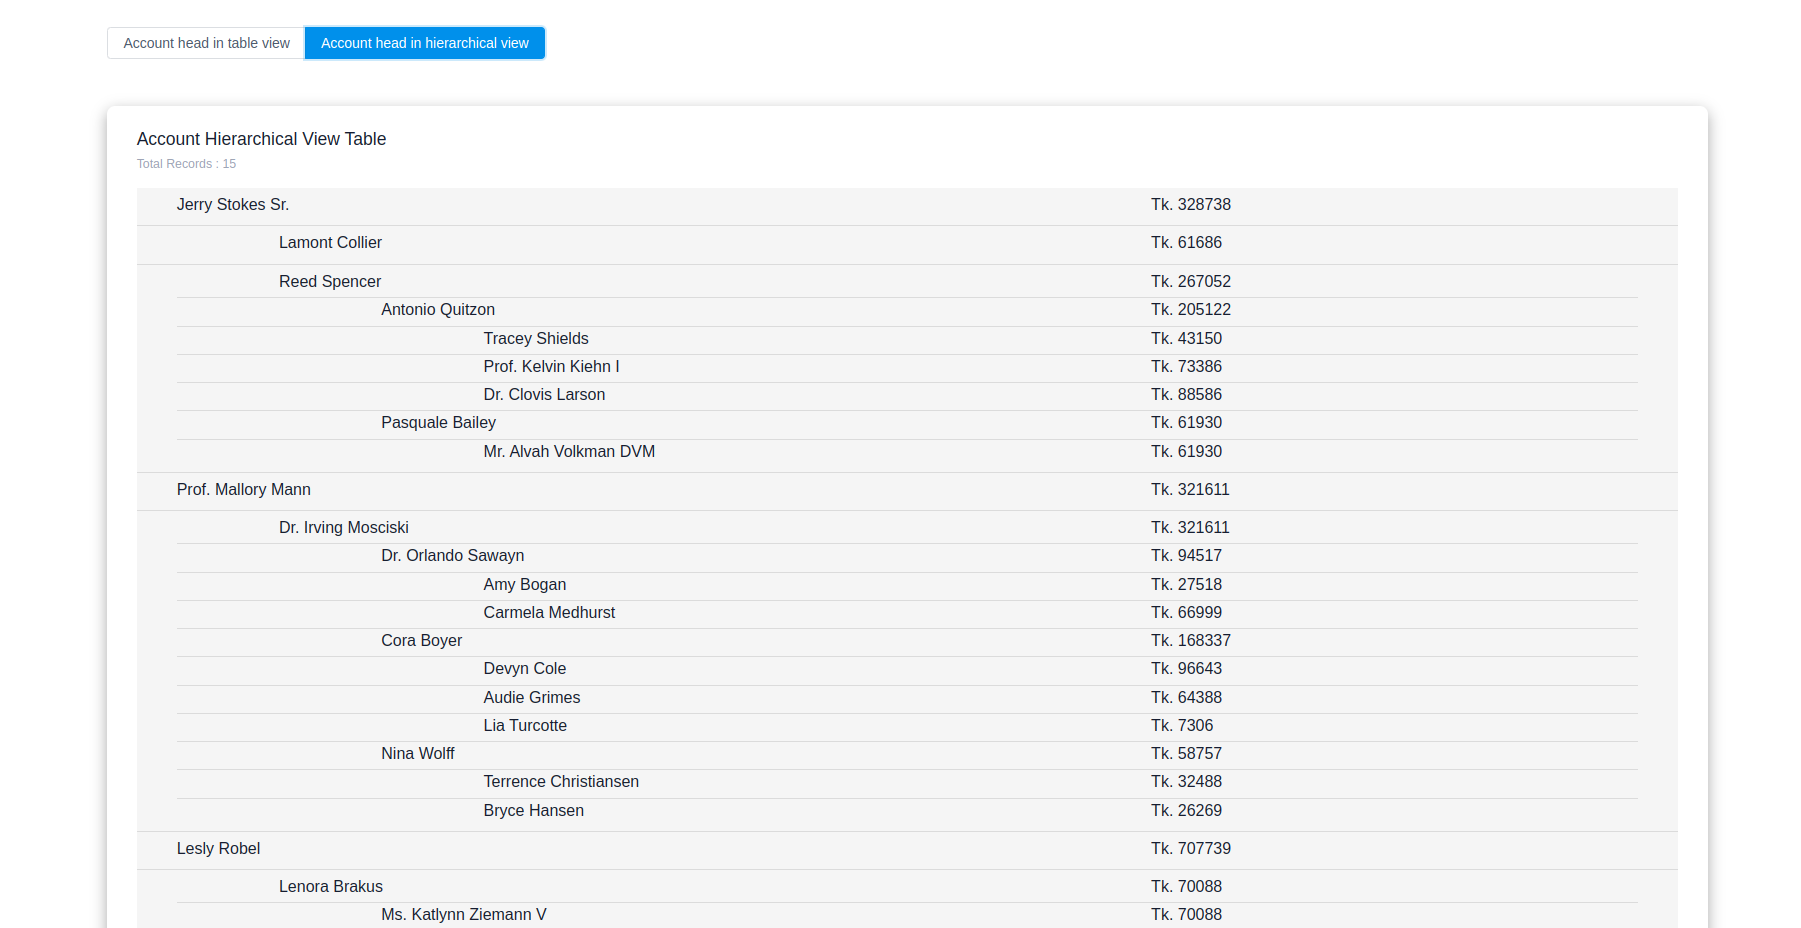 Account head in table view Account head in hierarchical view
Account Hierarchical View Table
Total Records : 15
Jerry Stokes Sr. Tk. 328738
Lamont Collier Tk. 61686
Reed Spencer Tk. 267052
Antonio Quitzon Tk. 205122
Tracey Shields Tk. 43150
Prof. Kelvin Kiehn I Tk. 73386
Dr. Clovis Larson Tk. 88586
Pasquale Bailey Tk. 61930
Mr. Alvah Volkman DVM Tk. 61930
Prof. Mallory Mann Tk. 321611
Dr. Irving Mosciski Tk. 321611
Dr. Orlando Sawayn Tk. 94517
Amy Bogan Tk. 27518
Carmela Medhurst Tk. 66999
Cora Boyer Tk. 168337
Devyn Cole Tk. 96643
Audie Grimes Tk. 64388
Lia Turcotte Tk. 7306
Nina Wolff Tk. 58757
Terrence Christiansen Tk. 32488
Bryce Hansen Tk. 26269
Lesly Robel Tk. 707739
Lenora Brakus Tk. 70088
Ms. Katlynn Ziemann V Tk. 70088